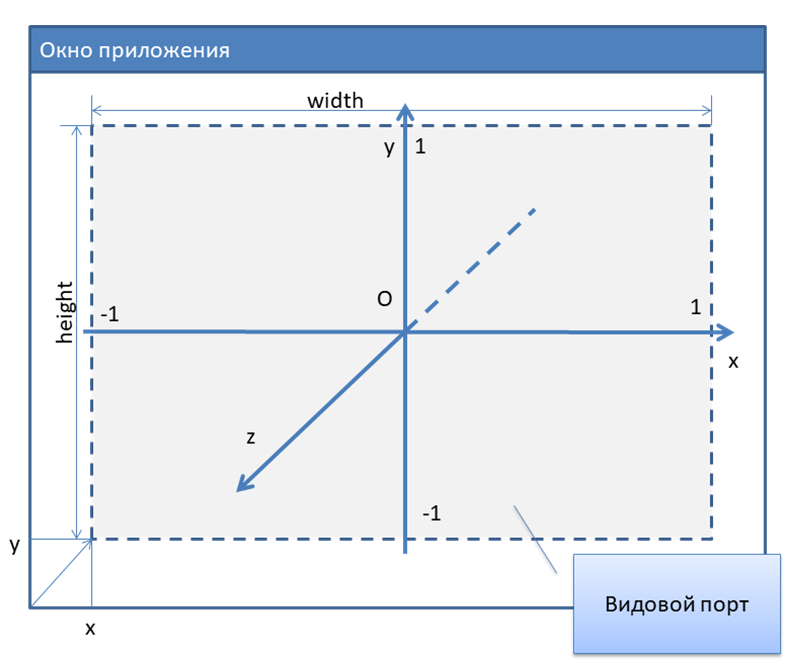 Окно приложения
width
y
1
height
O
-1
1
x
z
-1
y
Видовой порт
x